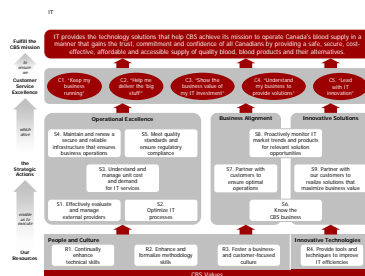 IT
Fulfill the
CBS mission
IT provides the technology solutions that help CBS achieve its mission to operate Canada's blood supply in
a manner that gains the trust, commitment and confidence of all Canadians by providing a safe, secure, cost-
effective, affordable and accessible supply of quality blood, blood products and their alternatives.
to
ensure
we
Customer
Service
Excellence
C1. "Keep my
business
running"
C2. "Help me
deliver the 'big
stuff'"
C3. "Show the
business value of
my IT investment"
C4. "Understand
my business to
provide solutions"
C5. "Lead
with IT
innovation"
which
drive
Operational Excellence
Business Alignment
Innovative Solutions
S4. Maintain and renew a
secure and reliable
infrastructure that ensures
business operations
S5. Meet quality
standards and
ensure regulatory
compliance
S8. Proactively monitor IT
market trends and products
for relevant solution
opportunities
the
Strategic
Actions
S3. Understand and
manage unit cost
and demand
for IT services
S7. Partner with
customers to
ensure optimal
operations
S9. Partner with
our customers to
realize solutions that
maximize business value
S1. Effectively evaluate
and manage
external providers
S2.
Optimize IT
processes
S6.
Know the
CBS business
enable
us to
execute
Our
Resources
People and Culture
Innovative Technologies
R1. Continually
enhance
technical skills
R2. Enhance and
formalize methodology
skills
R3. Foster a business-
and customer-focused
culture
R4. Provide tools and
techniques to improve
IT efficiencies
CBS Values